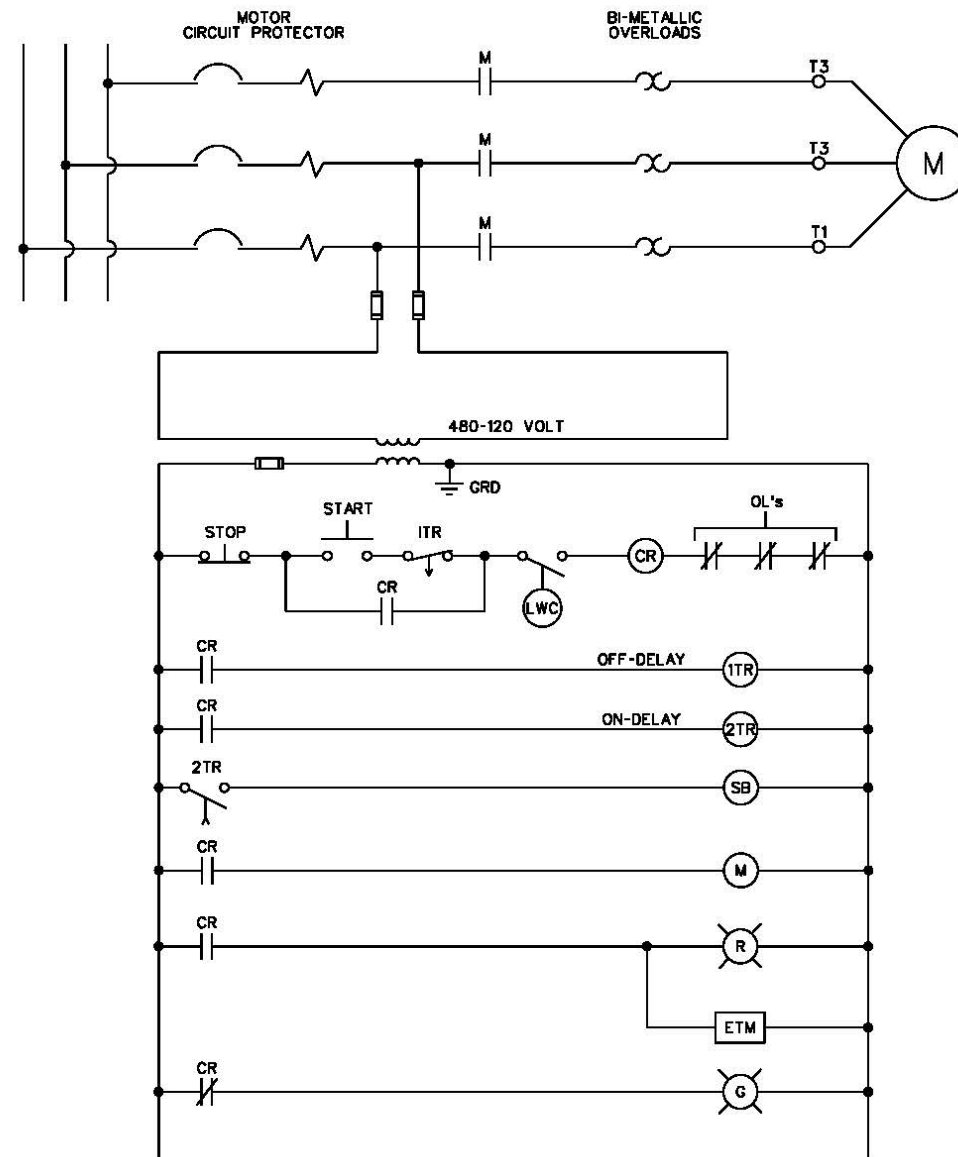 MOTOR
CIRCUIT PROTECTOR
BI-METALLIC
OVERLOADS
M
T3
M
T3
M
M
T1
480-120 VOLT
GRD
STOP
START
1TR
OL's
CR
CR
LWC
CR
OFF-DELAY
1TR
CR
ON-DELAY
2TR
2TR
SB
CR
M
CR
R
ETM
CR
G